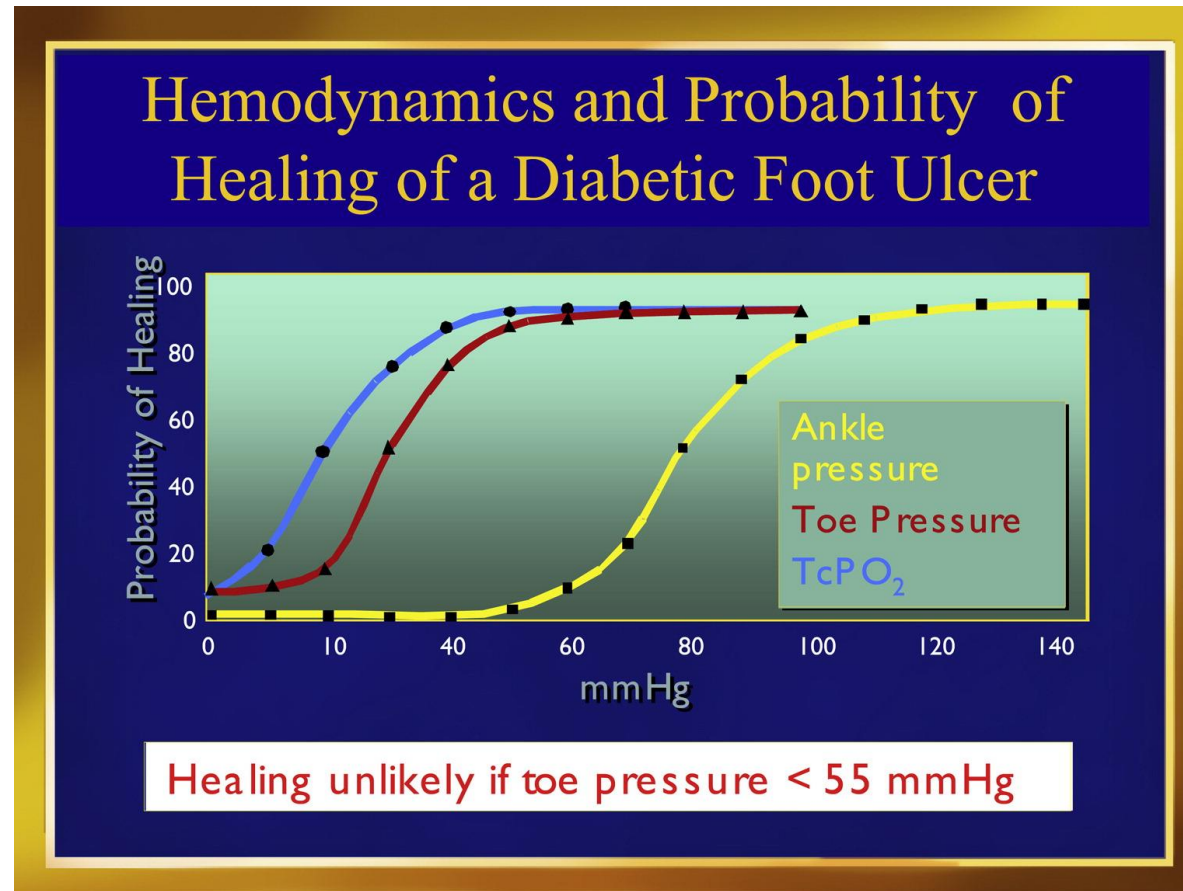 Hemodynamics and Probability of
Healing of a Diabetic Foot Ulcer
Probability of Healing
100
80
60
40
20
0
0 10 40 60 80 100 120 140
mmHg
Ankle
pressure
Toe Pressure
TcPO₂
Healing unlikely if toe pressure < 55 mmHg